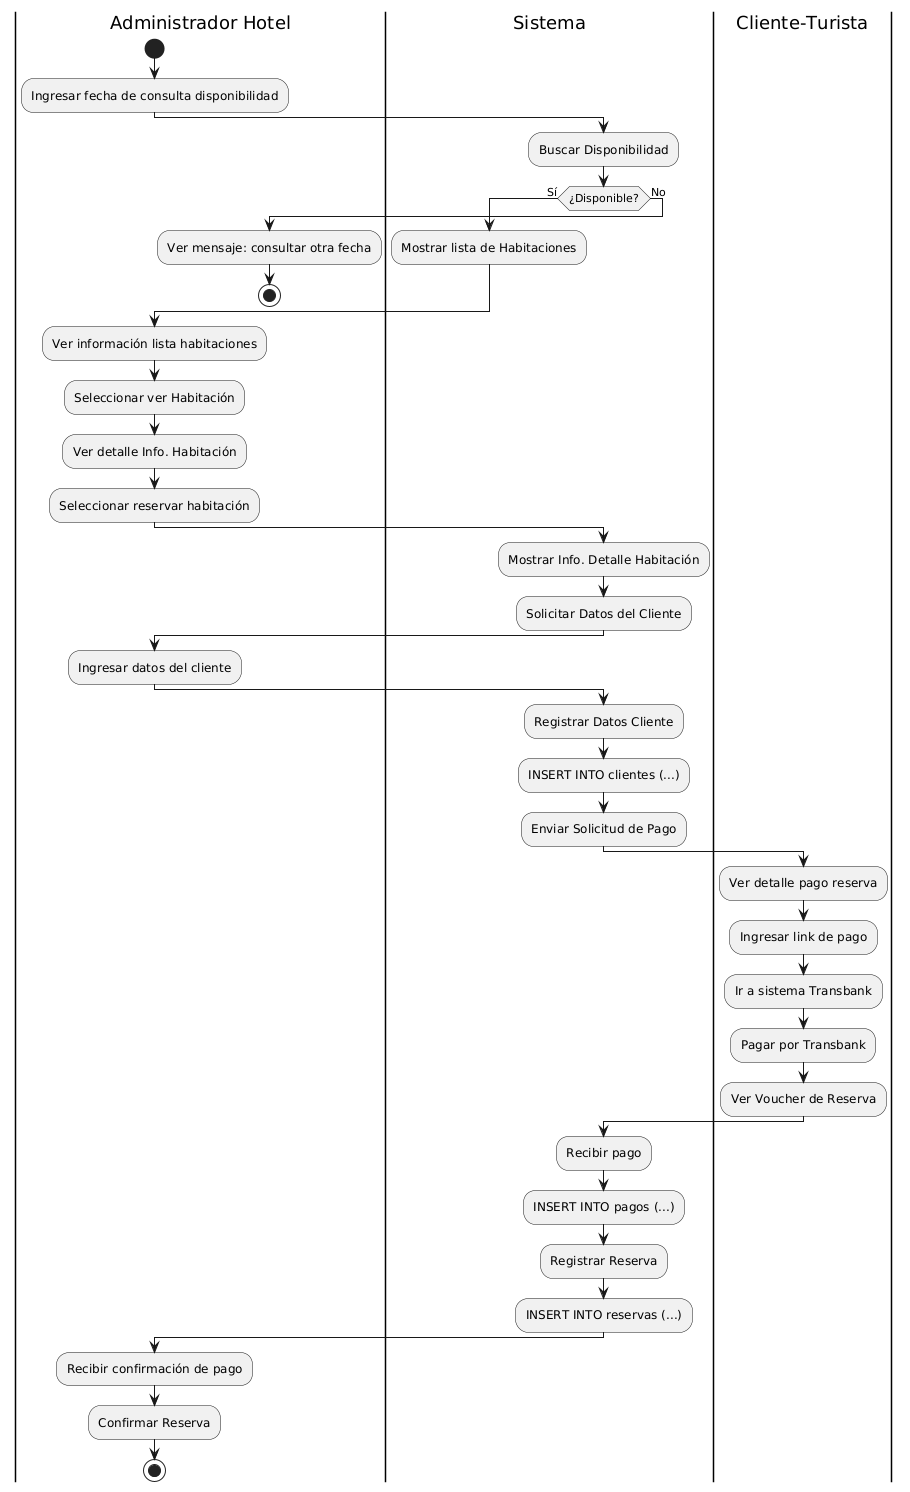 Administrador Hotel
Sistema
Cliente-Turista
Ingresar fecha de consulta disponibilidad
Buscar Disponibilidad
Sí
¿Disponible?
No
Ver mensaje: consultar otra fecha
Mostrar lista de Habitaciones
Ver información lista habitaciones
Seleccionar ver Habitación
Ver detalle Info. Habitación
Seleccionar reservar habitación
Mostrar Info. Detalle Habitación
Solicitar Datos del Cliente
Ingresar datos del cliente
Registrar Datos Cliente
INSERT INTO clientes (...)
Enviar Solicitud de Pago
Ver detalle pago reserva
Ingresar link de pago
Ir a sistema Transbank
Pagar por Transbank
Ver Voucher de Reserva
Recibir pago
INSERT INTO pagos (...)
Registrar Reserva
INSERT INTO reservas (...)
Recibir confirmación de pago
Confirmar Reserva